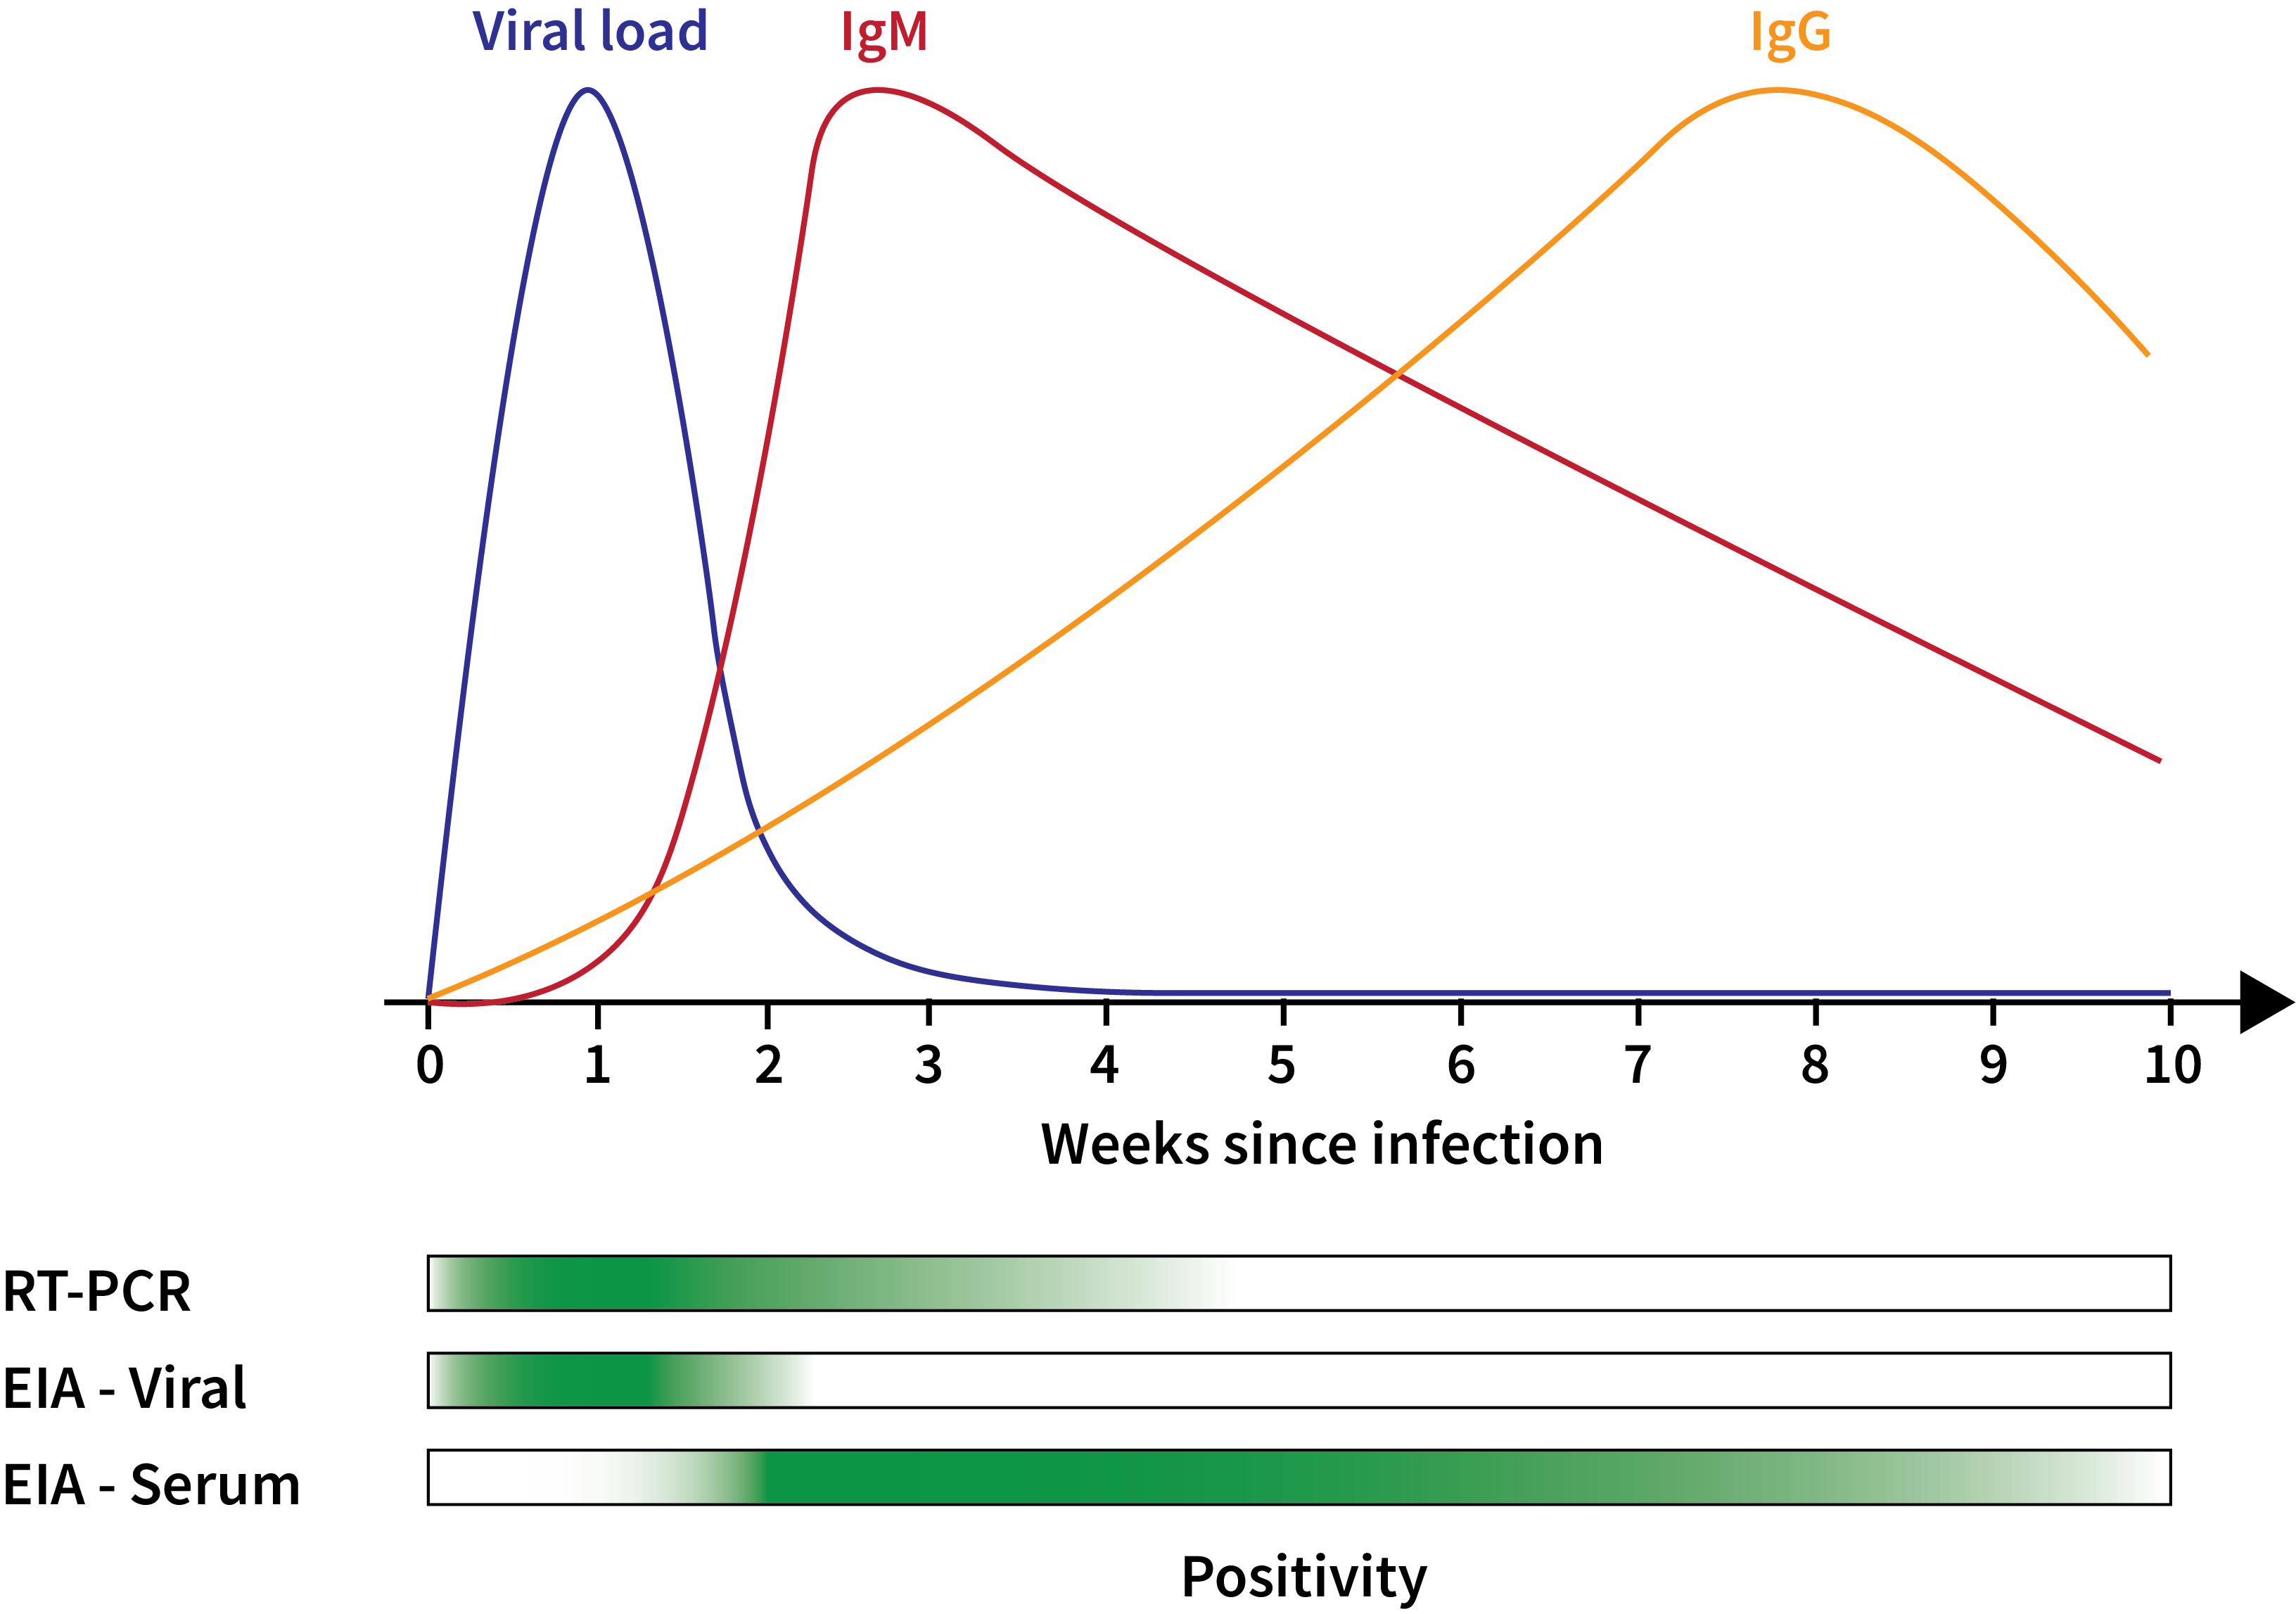 Viral load IgM IgG
0 1 2 3 4 5 6 7 8 9 10
Weeks since infection
RT-PCR
EIA - Viral
EIA - Serum
Positivity